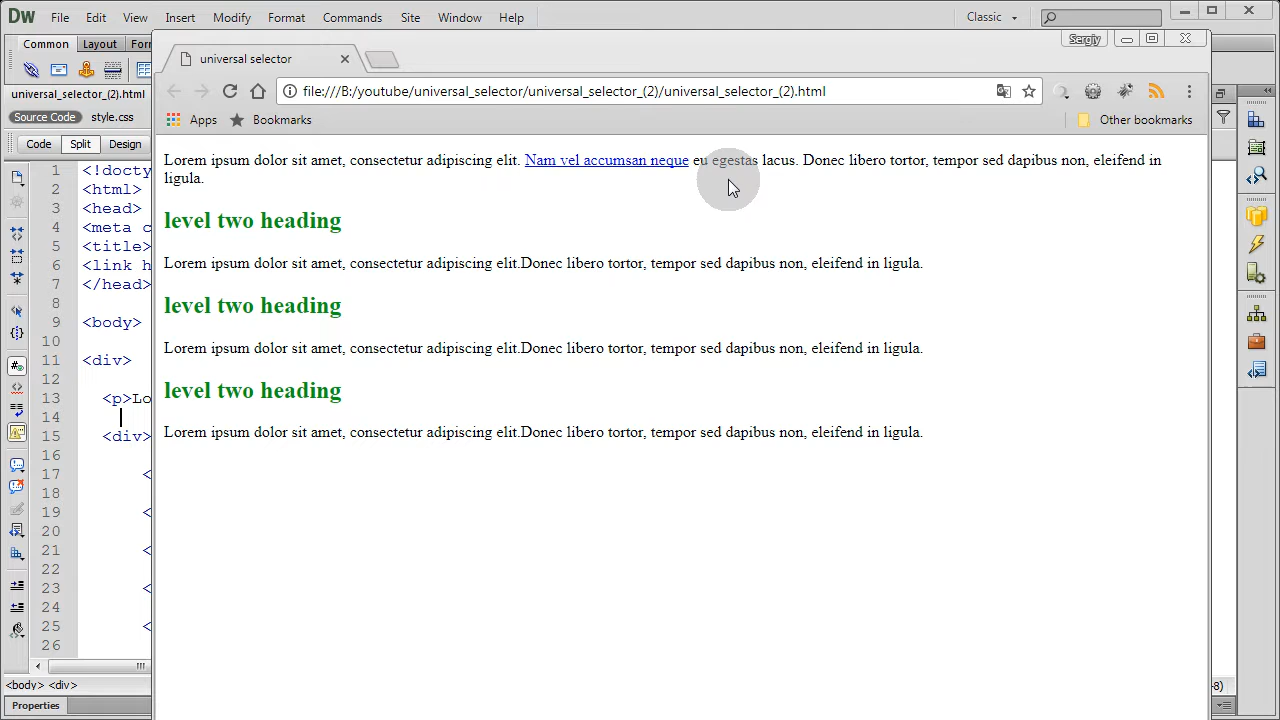 Dw File Edit View Insert Modify Format Commands Site Window Help Classic
Common Layout
Sergiy
universal selector
file:///B:/youtube/universal_selector/universal_selector_(2)/universal_selector_(2).html
universal_selector_(2).html
Source Code style.css
Apps Bookmarks Other bookmarks
Code Split Design
Lorem ipsum dolor sit amet, consectetur adipiscing elit. Nam vel accumsan neque eu egestas lacus. Donec libero tortor, tempor sed dapibus non, eleifend in
ligula.
level two heading
Lorem ipsum dolor sit amet, consectetur adipiscing elit.Donec libero tortor, tempor sed dapibus non, eleifend in ligula.
level two heading
Lorem ipsum dolor sit amet, consectetur adipiscing elit.Donec libero tortor, tempor sed dapibus non, eleifend in ligula.
level two heading
Lorem ipsum dolor sit amet, consectetur adipiscing elit.Donec libero tortor, tempor sed dapibus non, eleifend in ligula.
1 <!docty
2 <html>
3 <head>
4 <meta c
5 <title>
6 <link h
7 </head>
8
9 <body>
10
11 <div>
12
13 <p>Lo
14
15 <div>
16
17 <
18
19 <
20
21 <
22
23 <
24
25 <
26
<body> <div>
-8)
Properties